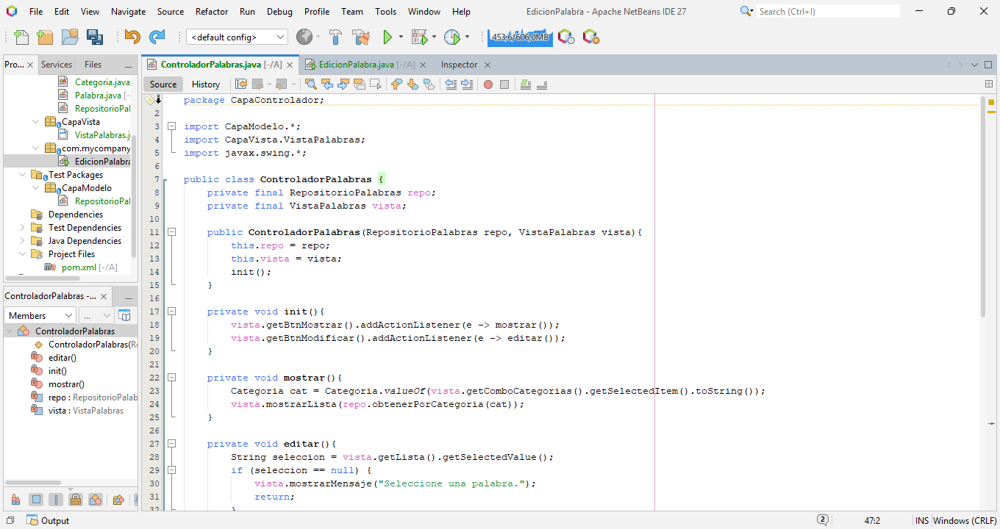 File Edit View Navigate Source Refactor Run Debug Profile Team Tools Window Help
EdicionPalabra - Apache NetBeans IDE 27
Search (Ctrl+I)
<default config>
453,6/606,0MB
Pro... Services Files
Categoria.java
Palabra.java [-
RepositorioPal
CapaVista
VistaPalabras.j
com.mycompany
EdicionPalabra
Test Packages
CapaModelo
RepositorioPal
Dependencies
Test Dependencies
Java Dependencies
Project Files
pom.xml [-/A]
ControladorPalabras -...
Members ...
ControladorPalabras
ControladorPalabras(Re
editar()
init()
mostrar()
repo : RepositorioPalab
vista : VistaPalabras
ControladorPalabras.java [-/A] EdicionPalabra.java [-/A] Inspector
Source History
package CapaControlador;
2
3 import CapaModelo.*;
4 import CapaVista.VistaPalabras;
5 import javax.swing.*;
6
7 public class ControladorPalabras {
8 private final RepositorioPalabras repo;
9 private final VistaPalabras vista;
10
11 public ControladorPalabras(RepositorioPalabras repo, VistaPalabras vista){
12 this.repo = repo;
13 this.vista = vista;
14 init();
15 }
16
17 private void init(){
18 vista.getBtnMostrar().addActionListener(e -> mostrar());
19 vista.getBtnModificar().addActionListener(e -> editar());
20 }
21
22 private void mostrar(){
23 Categoria cat = Categoria.valueOf(vista.getComboCategorias().getSelectedItem().toString());
24 vista.mostrarLista(repo.obtenerPorCategoria(cat));
25 }
26
27 private void editar(){
28 String seleccion = vista.getLista().getSelectedValue();
29 if (seleccion == null) {
30 vista.mostrarMensaje("Seleccione una palabra.");
31 return;
32 }
Output
2
47:2
INS
Windows (CRLF)